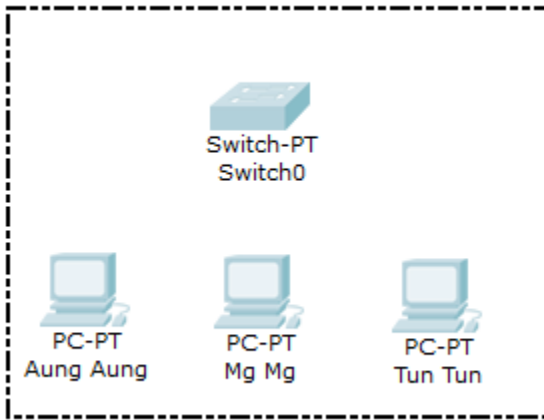 Switch-PT
Switch0
PC-PT
Aung Aung
PC-PT
Mg Mg
PC-PT
Tun Tun